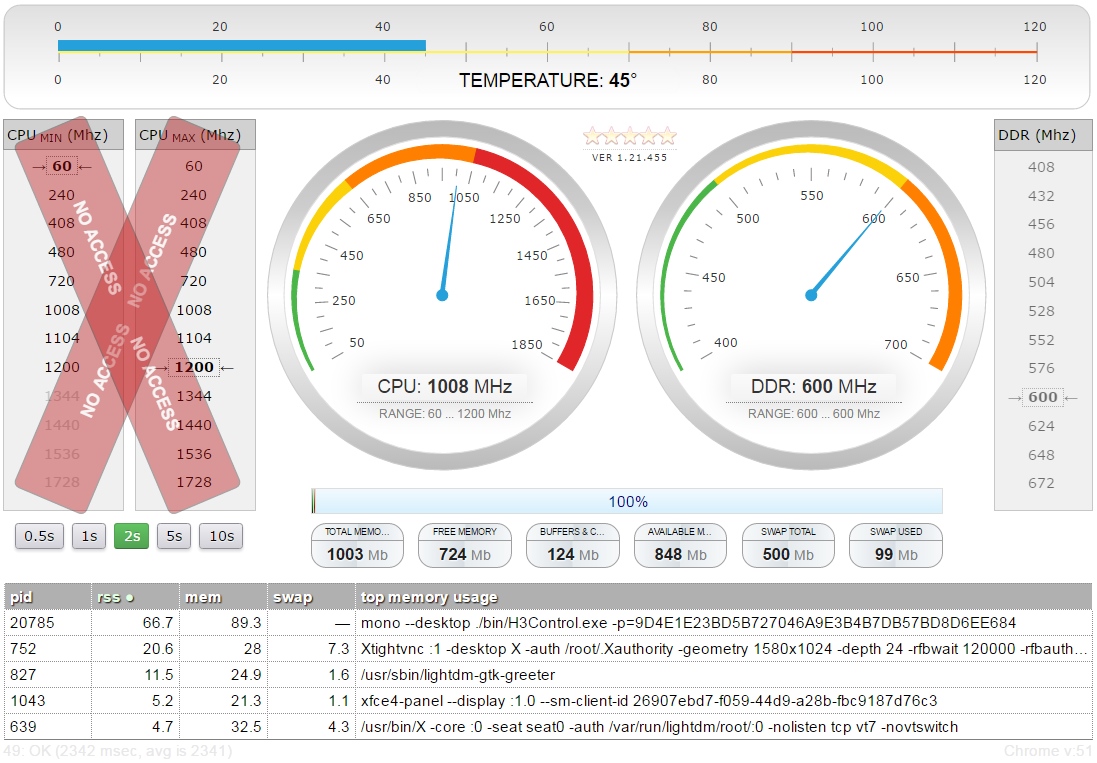 0 20 40 60 80 100 120
0 20 40 TEMPERATURE: 45° 80 100 120
CPU MIN (Mhz)
→60←
240
408
480
720
1008
1104
1200
1344
1440
1536
1728
NO ACCESS
NO ACCESS
CPU MAX (Mhz)
60
240
408
480
720
1008
1104
→1200←
1344
1440
1536
1728
NO ACCESS
NO ACCESS
50 250 450 650 850 1050 1250 1450 1650 1850
CPU: 1008 MHz
RANGE: 60 ... 1200 Mhz
VER 1.21.455
400 450 500 550 600 650 700
DDR: 600 MHz
RANGE: 600 ... 600 Mhz
DDR (Mhz)
408
432
456
480
504
528
552
576
→600←
624
648
672
0.5s 1s 2s 5s 10s
100%
TOTAL MEMO... FREE MEMORY BUFFERS & C... AVAILABLE M... SWAP TOTAL SWAP USED
1003 Mb 724 Mb 124 Mb 848 Mb 500 Mb 99 Mb
pid rss ● mem swap top memory usage
20785 66.7 89.3 — mono --desktop ./bin/H3Control.exe -p=9D4E1E23BD5B727046A9E3B4B7DB57BD8D6EE684
752 20.6 28 7.3 Xtightvnc :1 -desktop X -auth /root/.Xauthority -geometry 1580x1024 -depth 24 -rfbwait 120000 -rfbauth...
827 11.5 24.9 1.6 /usr/sbin/lightdm-gtk-greeter
1043 5.2 21.3 1.1 xfce4-panel --display :1.0 --sm-client-id 26907ebd7-f059-44d9-a28b-fbc9187d76c3
639 4.7 32.5 4.3 /usr/bin/X -core :0 -seat seat0 -auth /var/run/lightdm/root/:0 -nolisten tcp vt7 -novtswitch
49: OK (2342 msec, avg is 2341) Chrome v:51